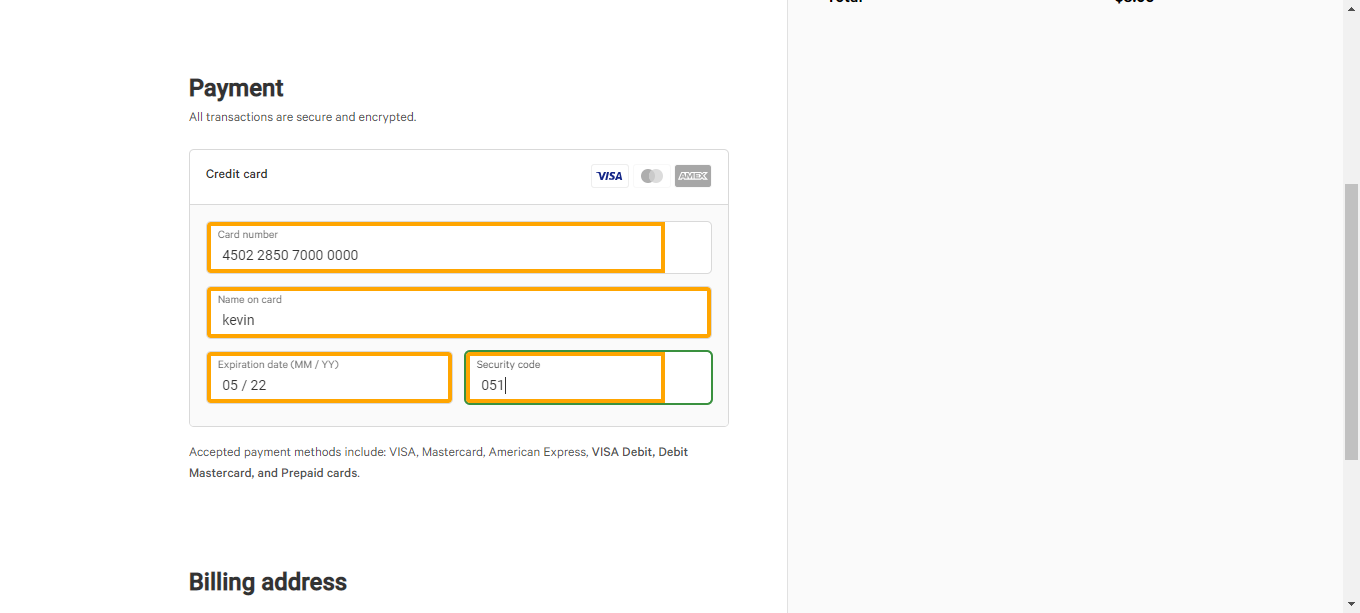 Payment
All transactions are secure and encrypted.
Credit card
VISA
AMEX
Card number
4502 2850 7000 0000
Name on card
kevin
Expiration date (MM / YY)
05 / 22
Security code
051
Accepted payment methods include: VISA, Mastercard, American Express, VISA Debit, Debit
Mastercard, and Prepaid cards.
Billing address